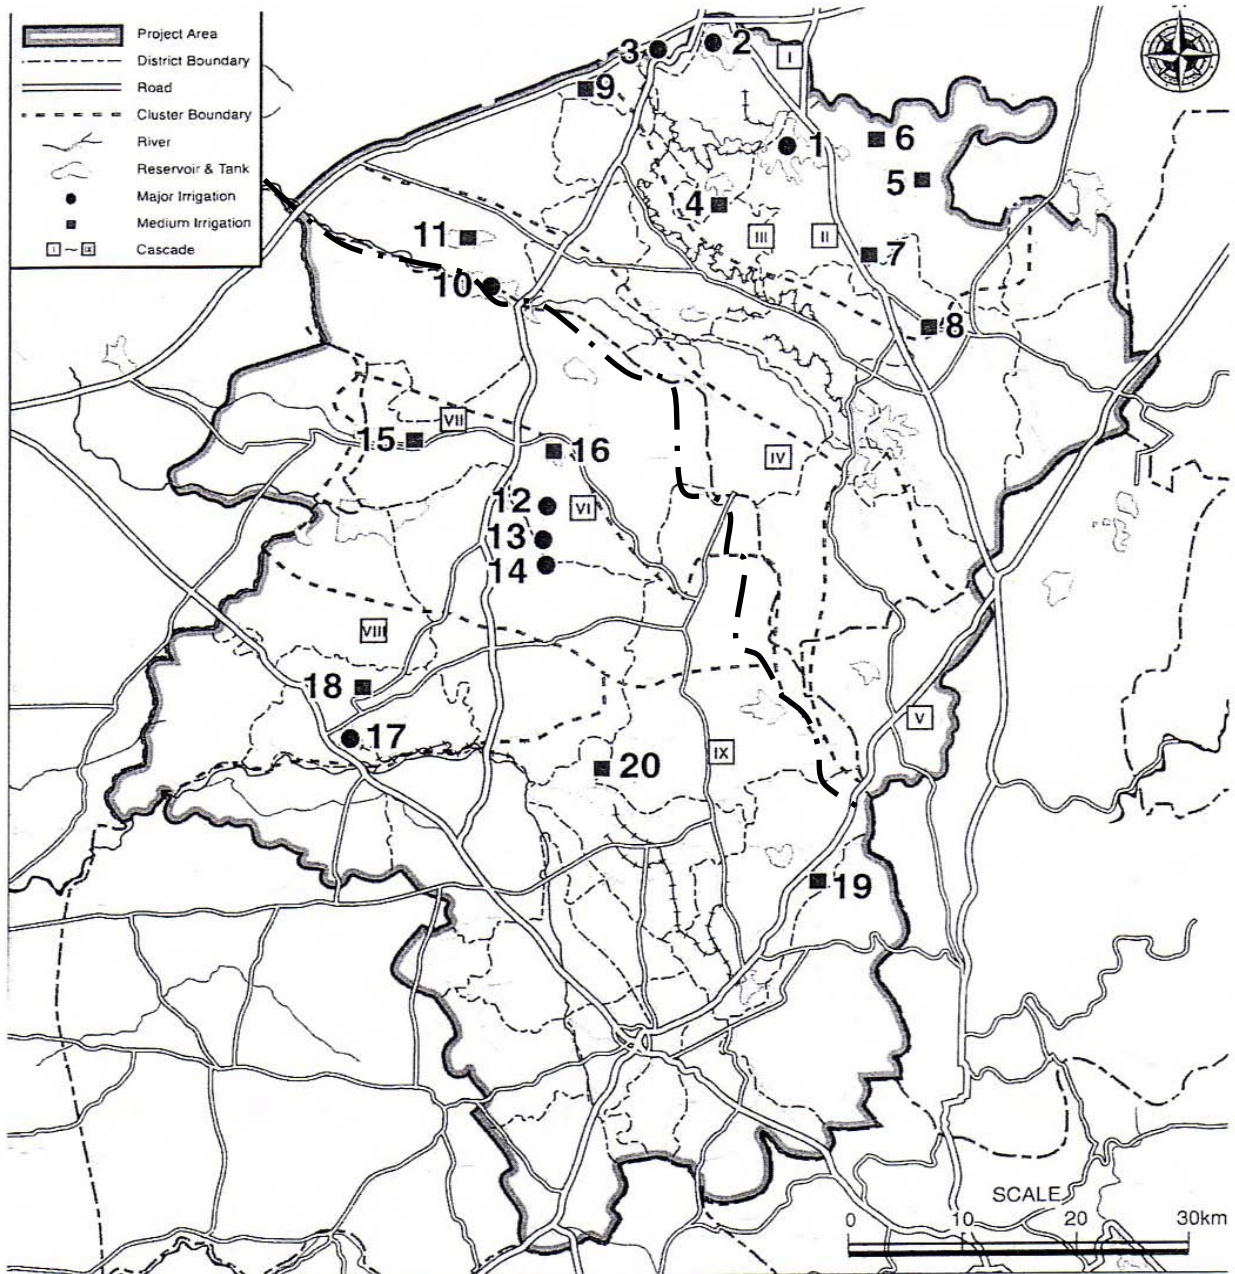 Project Area
District Boundary
Road
Cluster Boundary
River
Reservoir & Tank
Major Irrigation
Medium Irrigation
I ~ IX Cascade
3
2
I
9
1
6
5
4
III
II
11
7
10
8
VII
15
16
IV
12
VI
13
14
VIII
18
17
V
IX
20
19
SCALE
0 10 20 30km